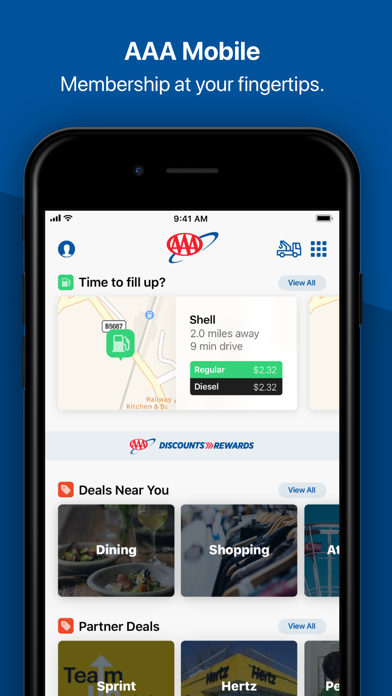 AAA Mobile
Membership at your fingertips.
9:41 AM
AAA
Time to fill up?
View All
B5087
Railway
Kitchen & Ba
Shell
2.0 miles away
9 min drive
Regular $2.32
Diesel $2.32
AAA DISCOUNTS REWARDS
Deals Near You
View All
Dining
Shopping
At
Partner Deals
View All
Team
Sprint
Hertz
Hertz
Hertz
Pe